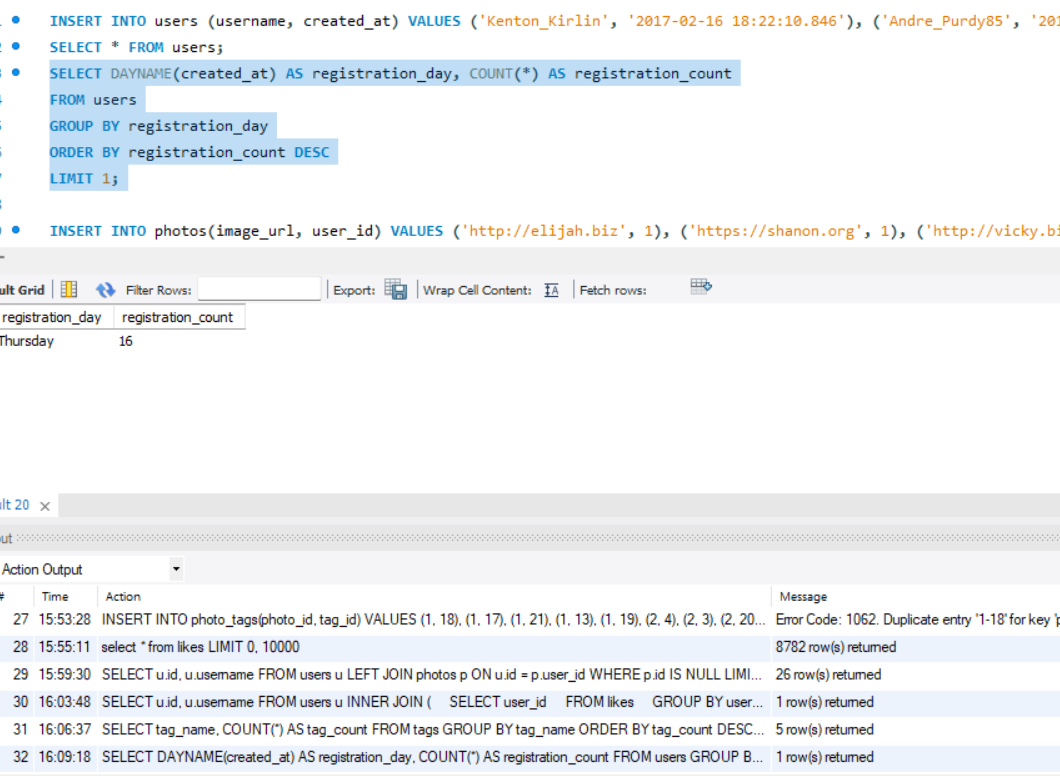 INSERT INTO users (username, created_at) VALUES ('Kenton_Kirlin', '2017-02-16 18:22:10.846'), ('Andre_Purdy85', '201
SELECT * FROM users;
SELECT DAYNAME(created_at) AS registration_day, COUNT(*) AS registration_count
FROM users
GROUP BY registration_day
ORDER BY registration_count DESC
LIMIT 1;
INSERT INTO photos(image_url, user_id) VALUES ('http://elijah.biz', 1), ('https://shanon.org', 1), ('http://vicky.bi
ult Grid Filter Rows: Export: Wrap Cell Content: Fetch rows:
registration_day registration_count
Thursday 16
ult 20
out
Action Output
# Time Action Message
27 15:53:28 INSERT INTO photo_tags(photo_id, tag_id) VALUES (1, 18), (1, 17), (1, 21), (1, 13), (1, 19), (2, 4), (2, 3), (2, 20... Error Code: 1062. Duplicate entry '1-18' for key 'p
28 15:55:11 select * from likes LIMIT 0, 10000 8782 row(s) returned
29 15:59:30 SELECT u.id, u.username FROM users u LEFT JOIN photos p ON u.id = p.user_id WHERE p.id IS NULL LIMI... 26 row(s) returned
30 16:03:48 SELECT u.id, u.username FROM users u INNER JOIN ( SELECT user_id FROM likes GROUP BY user... 1 row(s) returned
31 16:06:37 SELECT tag_name, COUNT(*) AS tag_count FROM tags GROUP BY tag_name ORDER BY tag_count DESC... 5 row(s) returned
32 16:09:18 SELECT DAYNAME(created_at) AS registration_day, COUNT(*) AS registration_count FROM users GROUP B... 1 row(s) returned